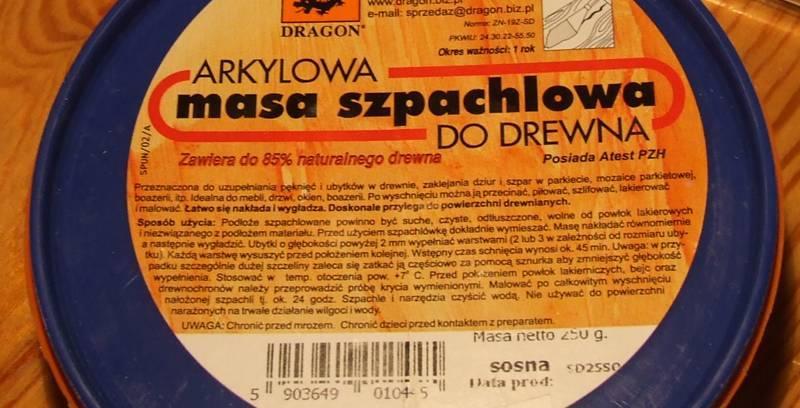 www.dragon.biz.pl
e-mail: sprzedaz@dragon.biz.pl
Norma: ZN-19Z-SD
PKWiU: 24.30.22-55.50
Okres ważności: 1 rok
DRAGON®
ARKYLOWA
masa szpachlowa
DO DREWNA
SPUN/02/A
Zawiera do 85% naturalnego drewna
Posiada Atest PZH
Przeznaczona do uzupełniania pęknięć i ubytków w drewnie, zaklejania dziur i szpar w parkiecie, mozaice parkietowej,
boazerii, itp. Idealna do mebli, drzwi, okien, boazerii. Po wyschnięciu można ją przecinać, piłować, szlifować, lakierować
i malować. Łatwo się nakłada i wygładza. Doskonale przylega do powierzchni drewnianych.
Sposób użycia: Podłoże szpachlowane powinno być suche, czyste, odtłuszczone, wolne od powłok lakierowych
i niezwiązanego z podłożem materiału. Przed użyciem szpachlówkę dokładnie wymieszać. Masę nakładać równomiernie
a następnie wygładzić. Ubytki o głębokości powyżej 2 mm wypełniać warstwami (2 lub 3 w zależności od rozmiaru uby-
tku). Każdą warstwę wysuszyć przed położeniem kolejnej. Wstępny czas schnięcia wynosi ok. 45 min. Uwaga: w przy-
padku szczególnie dużej szczeliny zaleca się zatkać ją częściowo za pomocą sznurka aby zmniejszyć głębokość
wypełnienia. Stosować w temp. otoczenia pow. +7° C. Przed położeniem powłok lakierniczych, bejc oraz
drewnochronów należy przeprowadzić próbę krycia wymienionymi. Malować po całkowitym wyschnięciu
nałożonej szpachli tj. ok. 24 godz. Szpachle i narzędzia czyścić wodą. Nie używać do powierzchni
narażonych na trwałe działanie wilgoci i wody.
UWAGA: Chronić przed mrozem. Chronić dzieci przed kontaktem z preparatem.
Masa netto 250 g.
sosna SD25SO
Data prod:
5 903649 0104 5